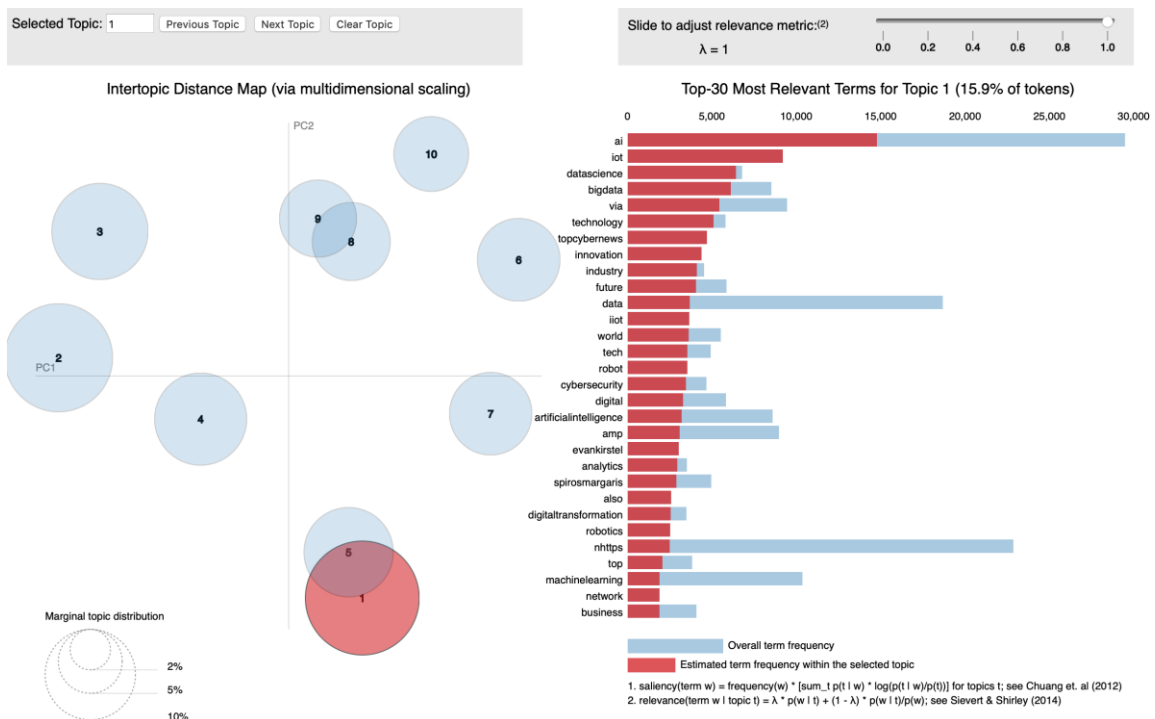 Selected Topic: 1 Previous Topic Next Topic Clear Topic
Slide to adjust relevance metric:(2)
λ = 1
0.0 0.2 0.4 0.6 0.8 1.0
Intertopic Distance Map (via multidimensional scaling)
PC2
PC1
10
9
8
3
6
2
4
7
5
1
Marginal topic distribution
2%
5%
10%
Top-30 Most Relevant Terms for Topic 1 (15.9% of tokens)
0 5,000 10,000 15,000 20,000 25,000 30,000
ai
iot
datascience
bigdata
via
technology
topcybernews
innovation
industry
future
data
iiot
world
tech
robot
cybersecurity
digital
artificialintelligence
amp
evankirstel
analytics
spirosmargaris
also
digitaltransformation
robotics
nhttps
top
machinelearning
network
business
Overall term frequency
Estimated term frequency within the selected topic
1. saliency(term w) = frequency(w) * [sum_t p(t | w) * log(p(t | w)/p(t))] for topics t; see Chuang et. al (2012)
2. relevance(term w | topic t) = λ * p(w | t) + (1 - λ) * p(w | t)/p(w); see Sievert & Shirley (2014)